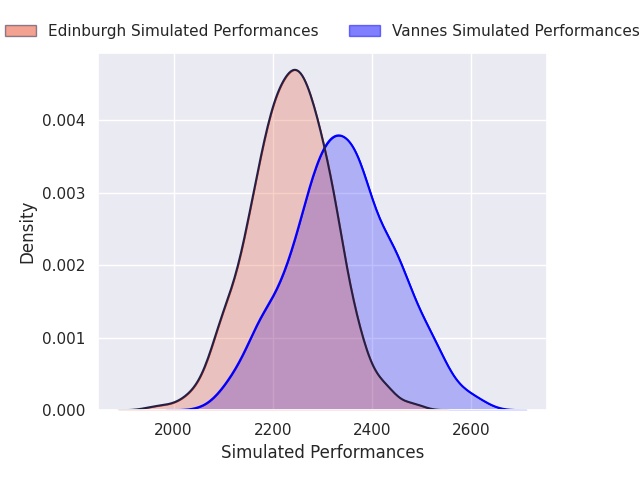 Edinburgh Simulated Performances Vannes Simulated Performances
0.004
0.003
0.002
0.001
0.000
Density
2000 2200 2400 2600
Simulated Performances